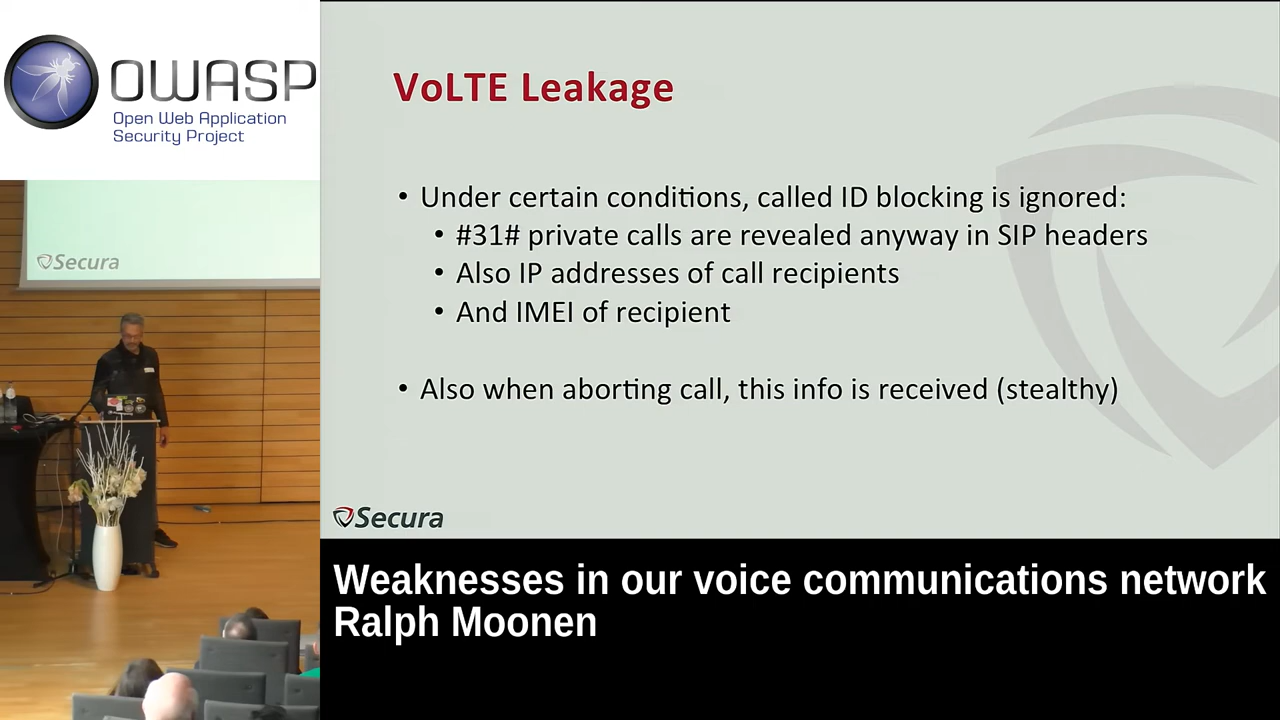 OWASP
Open Web Application
Security Project
Secura
VoLTE Leakage
• Under certain conditions, called ID blocking is ignored:
• #31# private calls are revealed anyway in SIP headers
• Also IP addresses of call recipients
• And IMEI of recipient
• Also when aborting call, this info is received (stealthy)
Secura
Weaknesses in our voice communications network
Ralph Moonen